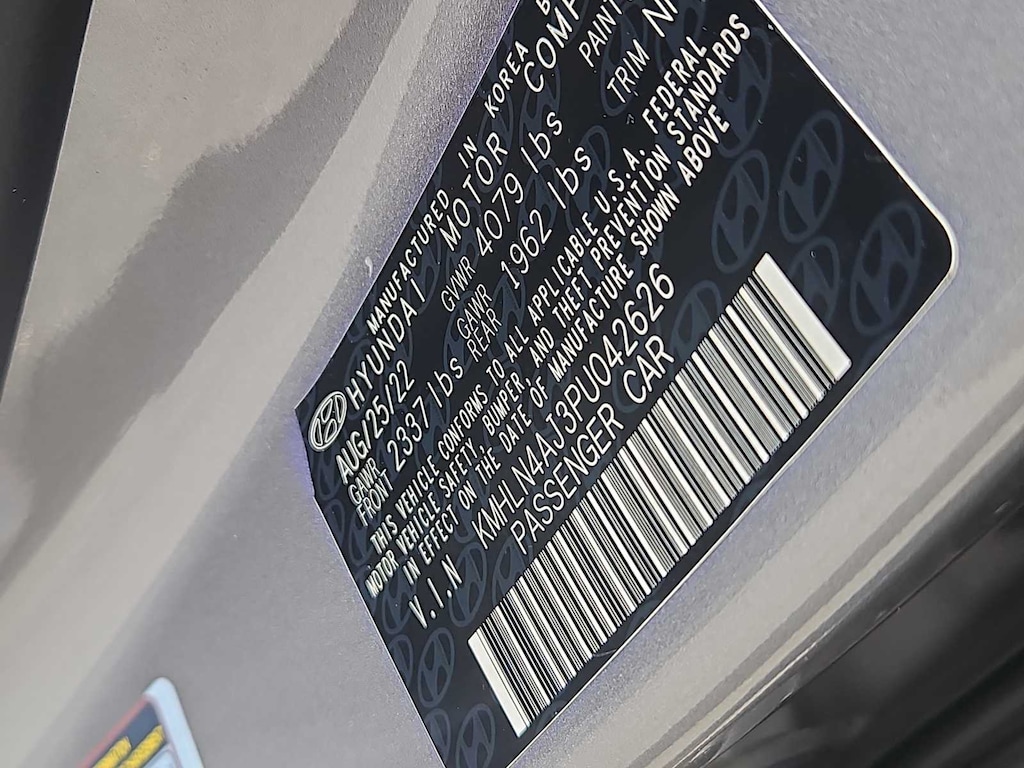 MANUFACTURED IN KOREA B
HYUNDAI MOTOR COMP
AUG/25/22 GVWR 4079 lbs PAINT
GAWR FRONT 2337 lbs GAWR REAR 1962 lbs TRIM
THIS VEHICLE CONFORMS TO ALL APPLICABLE U.S.A. FEDERAL
MOTOR VEHICLE SAFETY, BUMPER, AND THEFT PREVENTION STANDARDS
IN EFFECT ON THE DATE OF MANUFACTURE SHOWN ABOVE
V.I.N KMHLN4AJ3PU042626
PASSENGER CAR